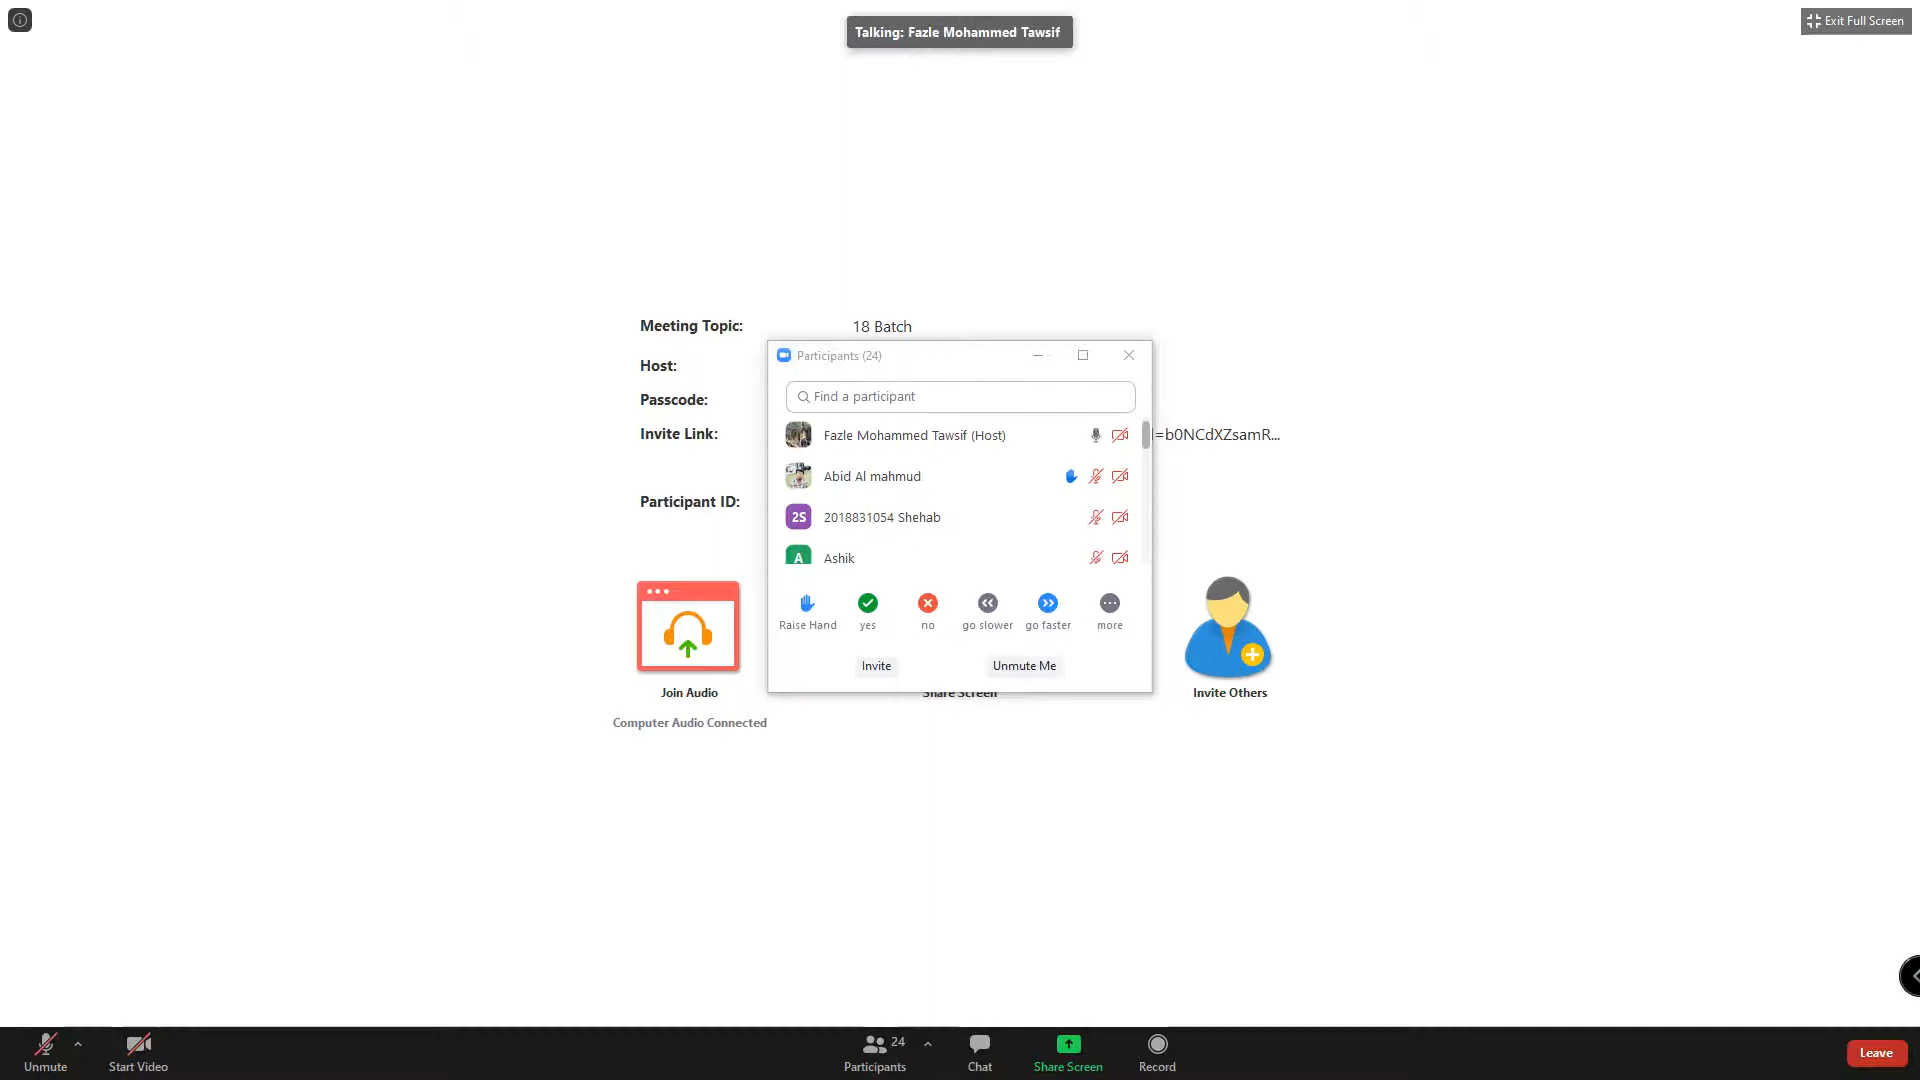 Talking: Fazle Mohammed Tawsif
Exit Full Screen
Meeting Topic:
18 Batch
Host:
Passcode:
Invite Link:
l=b0NCdXZsamR...
Participant ID:
Participants (24)
Find a participant
Fazle Mohammed Tawsif (Host)
Abid Al mahmud
2S
2018831054 Shehab
A
Ashik
Raise Hand
yes
no
go slower
go faster
more
Invite
Unmute Me
Join Audio
Computer Audio Connected
Share Screen
Invite Others
Unmute
Start Video
24
Participants
Chat
Share Screen
Record
Leave